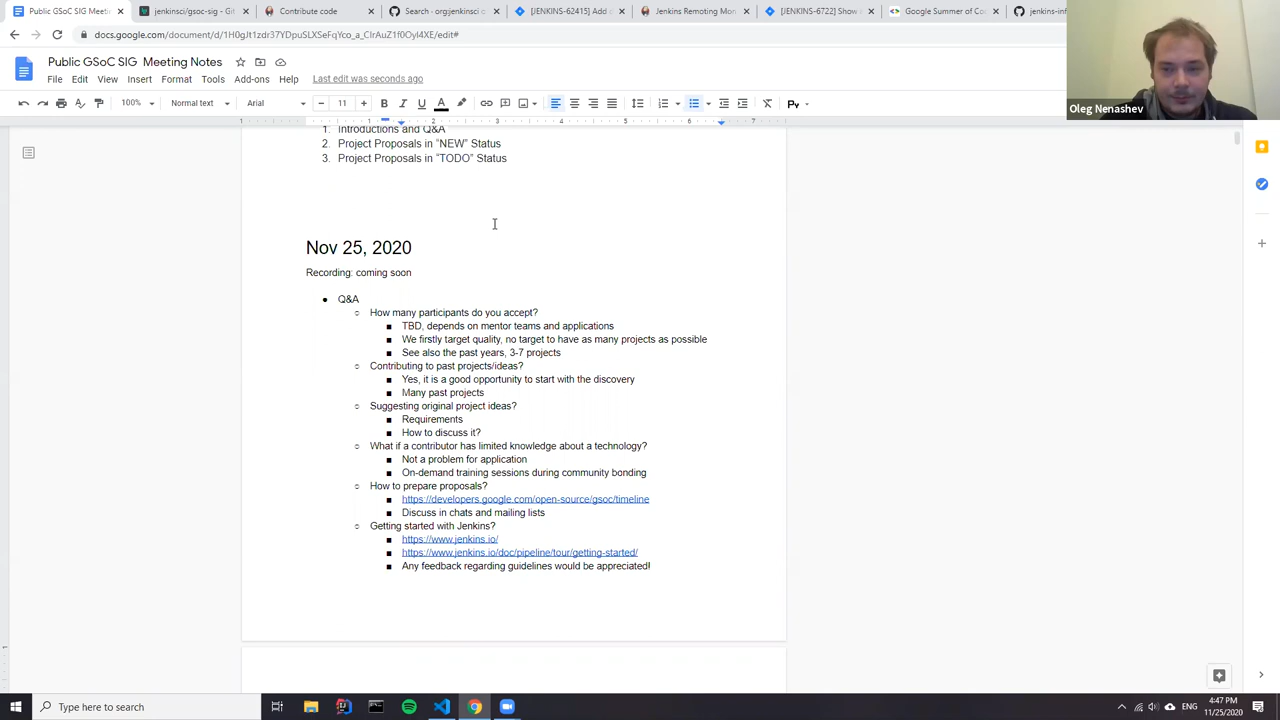 Public GSoC SIG Meeti
jenkinsci/gsoc-sig - Git
Contribute code
Search · org:jenkinsci o
[JENKINS-62415] Add c
Jenkins Remoting Mon
[JENKINS-6722] Show e
Google Summer of Co
jenkins-inf
docs.google.com/document/d/1H0gJt1zdr37YDpuSLXSeFqYco_a_ClrAuZ1f0OyI4XE/edit#
Public GSoC SIG Meeting Notes
File Edit View Insert Format Tools Add-ons Help Last edit was seconds ago
100% Normal text Arial 11
Oleg Nenashev
1. Introductions and Q&A
2. Project Proposals in "NEW" Status
3. Project Proposals in "TODO" Status
Nov 25, 2020
Recording: coming soon
Q&A
How many participants do you accept?
TBD, depends on mentor teams and applications
We firstly target quality, no target to have as many projects as possible
See also the past years, 3-7 projects
Contributing to past projects/ideas?
Yes, it is a good opportunity to start with the discovery
Many past projects
Suggesting original project ideas?
Requirements
How to discuss it?
What if a contributor has limited knowledge about a technology?
Not a problem for application
On-demand training sessions during community bonding
How to prepare proposals?
https://developers.google.com/open-source/gsoc/timeline
Discuss in chats and mailing lists
Getting started with Jenkins?
https://www.jenkins.io/
https://www.jenkins.io/doc/pipeline/tour/getting-started/
Any feedback regarding guidelines would be appreciated!
Type here to search
ENG
4:47 PM
11/25/2020